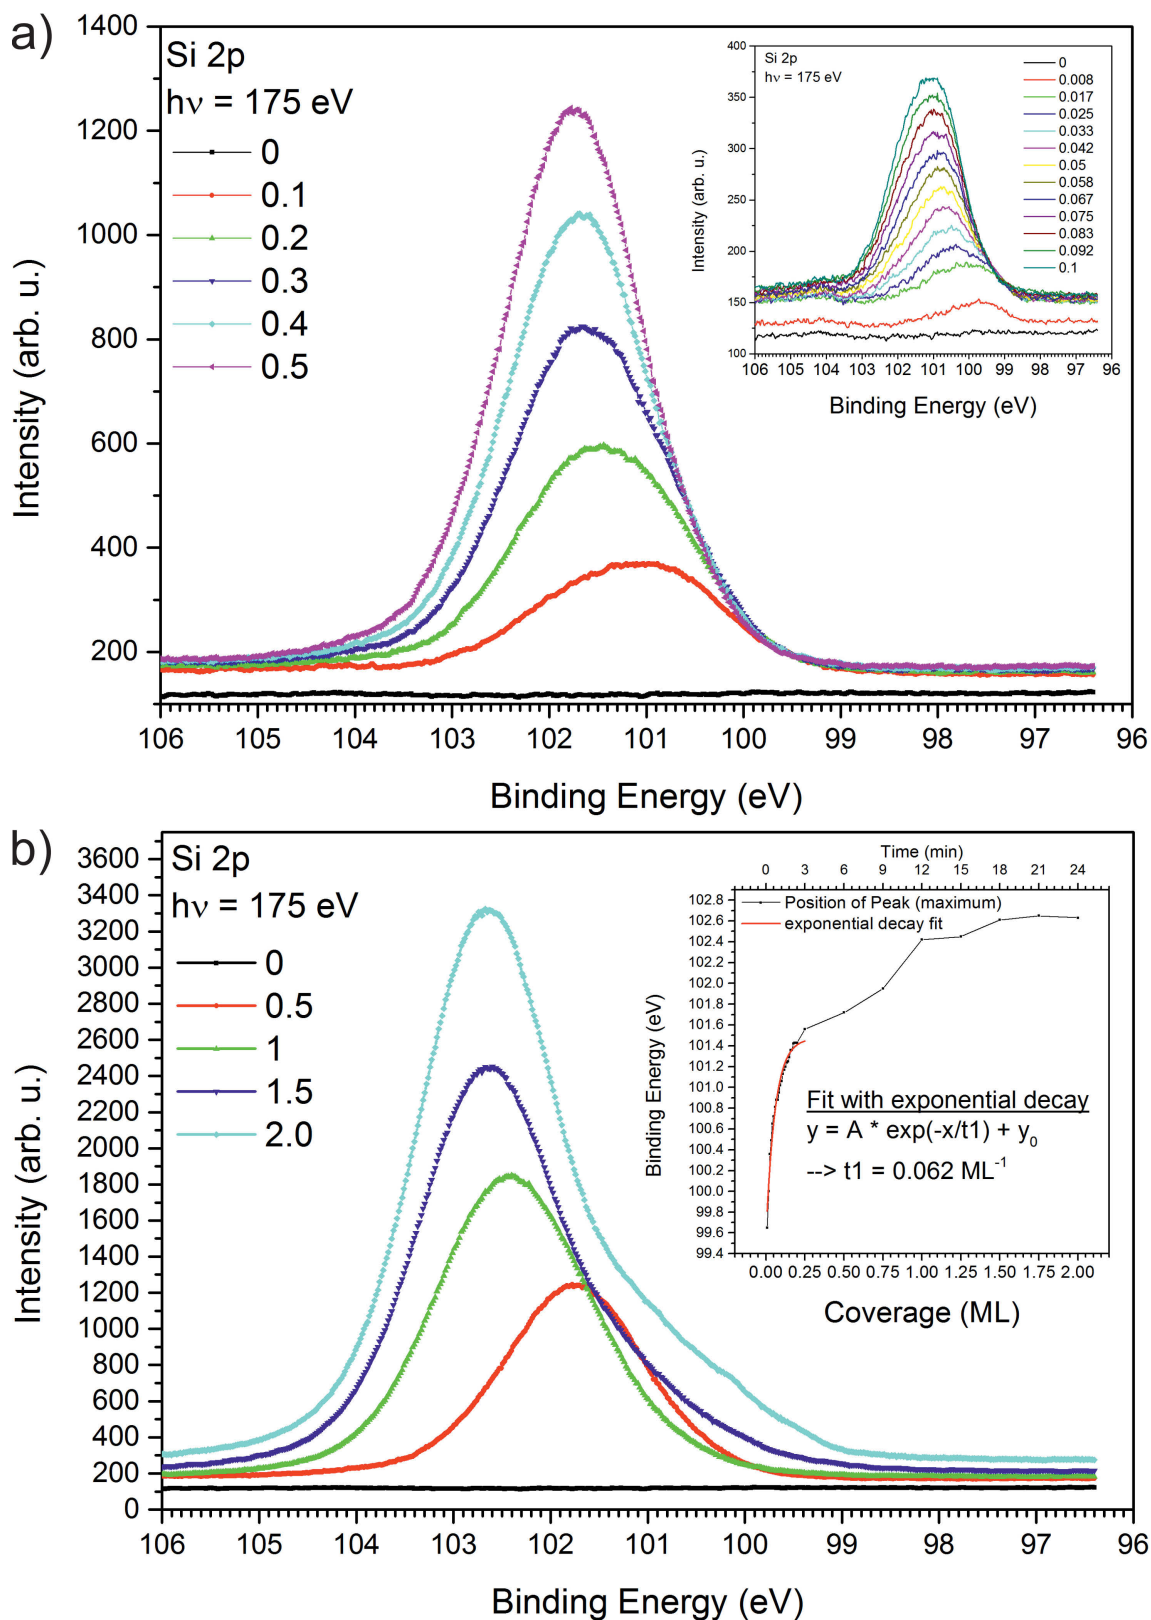 a)
Si 2p
hν = 175 eV
0
0.1
0.2
0.3
0.4
0.5
1400
1200
1000
800
600
400
200
Intensity (arb. u.)
106 105 104 103 102 101 100 99 98 97 96
Binding Energy (eV)
Si 2p
hν = 175 eV
0
0.008
0.017
0.025
0.033
0.042
0.05
0.058
0.067
0.075
0.083
0.092
0.1
400
350
300
250
200
150
100
Intensity (arb. u.)
106 105 104 103 102 101 100 99 98 97 96
Binding Energy (eV)
b)
Si 2p
hν = 175 eV
0
0.5
1
1.5
2.0
3600
3400
3200
3000
2800
2600
2400
2200
2000
1800
1600
1400
1200
1000
800
600
400
200
0
Intensity (arb. u.)
106 105 104 103 102 101 100 99 98 97 96
Binding Energy (eV)
Time (min)
0 3 6 9 12 15 18 21 24
Position of Peak (maximum)
exponential decay fit
102.8
102.6
102.4
102.2
102.0
101.8
101.6
101.4
101.2
101.0
100.8
100.6
100.4
100.2
100.0
99.8
99.6
99.4
Binding Energy (eV)
Fit with exponential decay
y = A * exp(-x/t1) + y₀
--> t1 = 0.062 ML⁻¹
0.00 0.25 0.50 0.75 1.00 1.25 1.50 1.75 2.00
Coverage (ML)